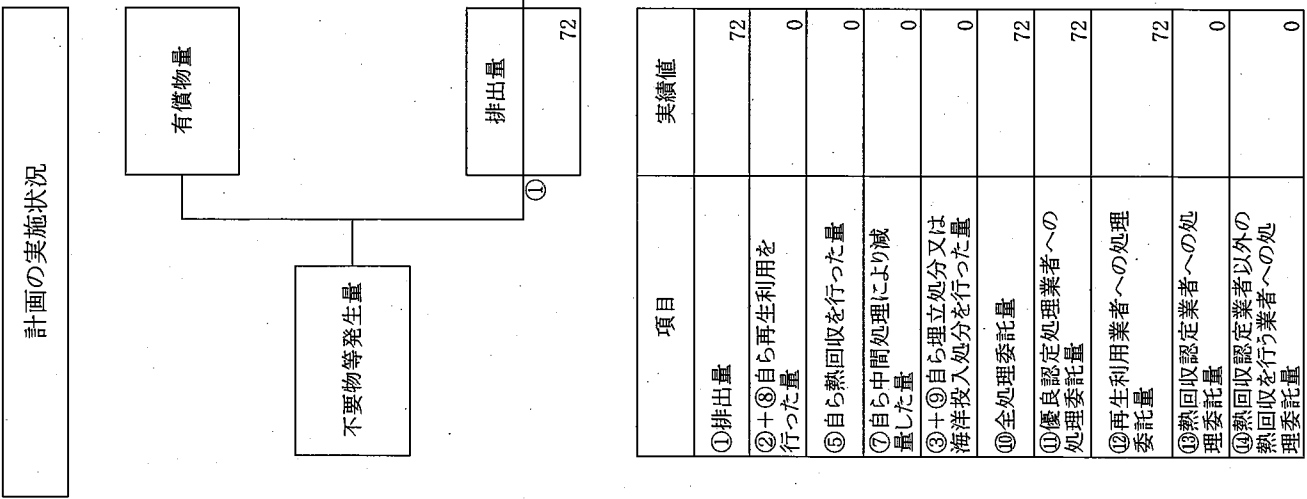 計画の実施状況
有償物量
不要物等発生量
排出量
①
72
項目
実績値
①排出量
72
②+⑧自ら再生利用を
行った量
0
⑤自ら熱回収を行った量
0
⑦自ら中間処理により減
量した量
0
③+⑨自ら埋立処分又は
海洋投入処分を行った量
0
⑩全処理委託量
72
⑪優良認定処理業者への
処理委託量
72
⑫再生利用業者への処理
委託量
72
⑬熱回収認定業者への処
理委託量
0
⑭熱回収認定業者以外の
熱回収を行う業者への処
理委託量
0